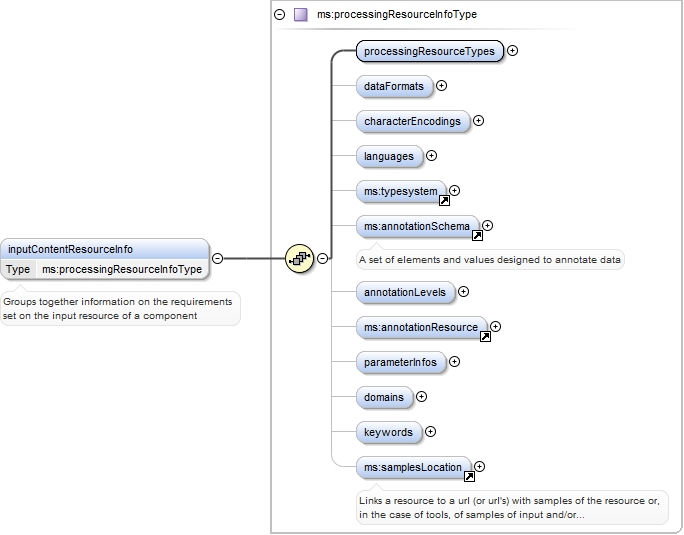 ms:processingResourceInfoType
processingResourceTypes
dataFormats
characterEncodings
languages
ms:typesystem
ms:annotationSchema
A set of elements and values designed to annotate data
inputContentResourceInfo
Type ms:processingResourceInfoType
Groups together information on the requirements
set on the input resource of a component
annotationLevels
ms:annotationResource
parameterInfos
domains
keywords
ms:samplesLocation
Links a resource to a url (or url's) with samples of the resource or,
in the case of tools, of samples of input and/or...